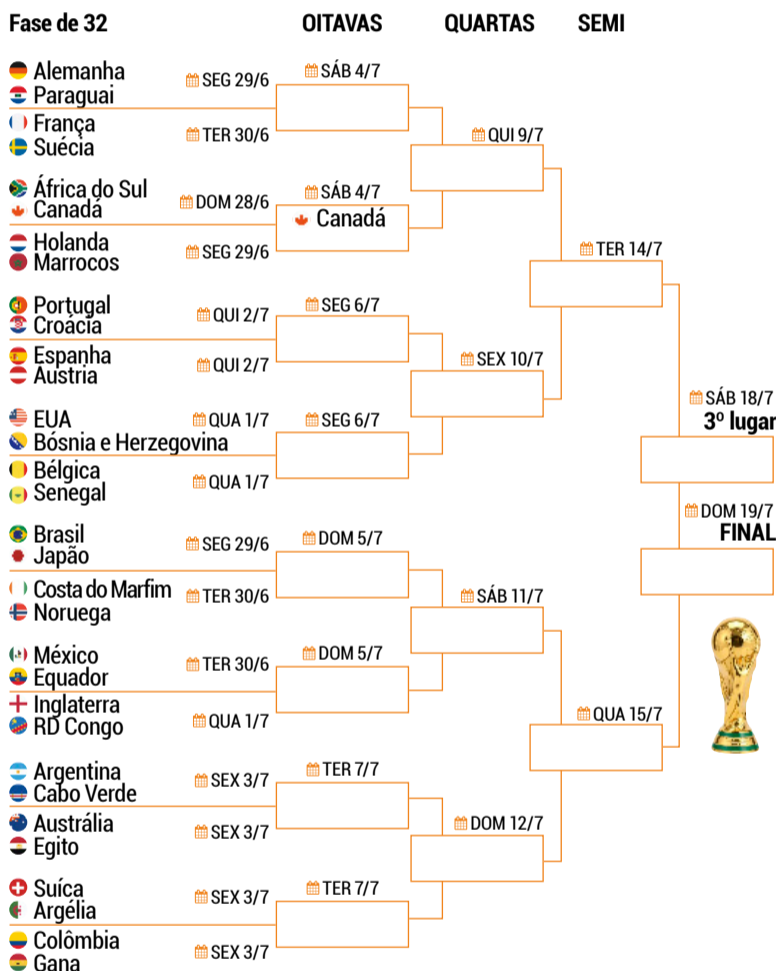 Fase de 32
OITAVAS
QUARTAS
SEMI
Alemanha
Paraguai
SEG 29/6
França
Suécia
TER 30/6
SÁB 4/7
África do Sul
Canadá
DOM 28/6
Holanda
Marrocos
SEG 29/6
SÁB 4/7
Canadá
QUI 9/7
Portugal
Croácia
QUI 2/7
Espanha
Áustria
QUI 2/7
SEG 6/7
EUA
Bósnia e Herzegovina
QUA 1/7
Bélgica
Senegal
QUA 1/7
SEG 6/7
SEX 10/7
TER 14/7
Brasil
Japão
SEG 29/6
Costa do Marfim
Noruega
TER 30/6
DOM 5/7
México
Equador
TER 30/6
Inglaterra
RD Congo
QUA 1/7
DOM 5/7
SÁB 11/7
Argentina
Cabo Verde
SEX 3/7
Austrália
Egito
SEX 3/7
TER 7/7
Suíca
Argélia
SEX 3/7
Colômbia
Gana
SEX 3/7
TER 7/7
DOM 12/7
QUA 15/7
SÁB 18/7
3º lugar
DOM 19/7
FINAL